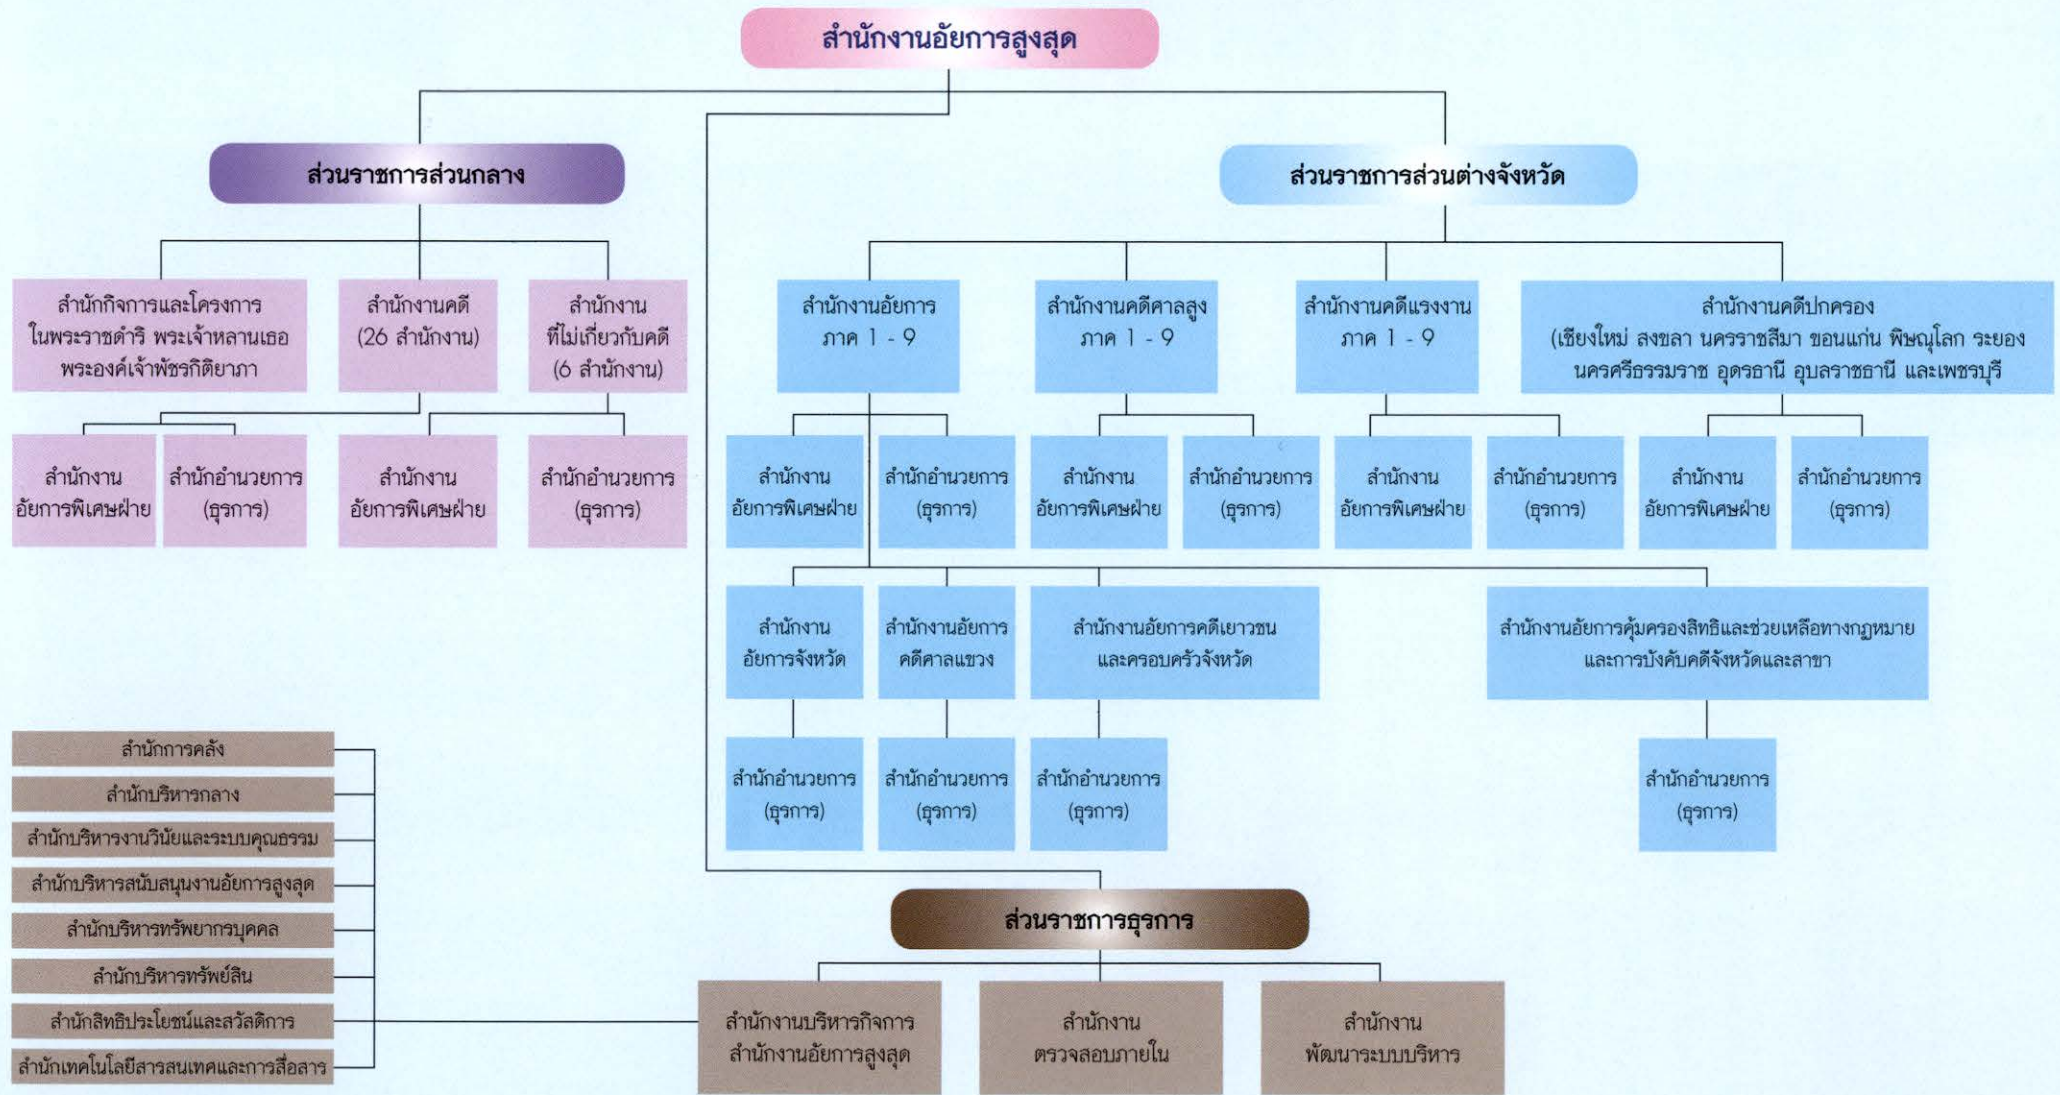 สำนักงานอัยการสูงสุด
ส่วนราชการส่วนกลาง
ส่วนราชการส่วนต่างจังหวัด
สำนักกิจการและโครงการ
ในพระราชดำริ พระเจ้าหลานเธอ
พระองค์เจ้าพัชรกิติยาภา
สำนักงานคดี
(26 สำนักงาน)
สำนักงาน
ที่ไม่เกี่ยวกับคดี
(6 สำนักงาน)
สำนักงานอัยการ
ภาค 1 - 9
สำนักงานคดีศาลสูง
ภาค 1 - 9
สำนักงานคดีแรงงาน
ภาค 1 - 9
สำนักงานคดีปกครอง
(เชียงใหม่ สงขลา นครราชสีมา ขอนแก่น พิษณุโลก ระยอง
นครศรีธรรมราช อุดรธานี อุบลราชธานี และเพชรบุรี
สำนักงาน
อัยการพิเศษฝ่าย
สำนักอำนวยการ
(ธุรการ)
สำนักงาน
อัยการพิเศษฝ่าย
สำนักอำนวยการ
(ธุรการ)
สำนักงาน
อัยการพิเศษฝ่าย
สำนักอำนวยการ
(ธุรการ)
สำนักงาน
อัยการพิเศษฝ่าย
สำนักอำนวยการ
(ธุรการ)
สำนักงาน
อัยการพิเศษฝ่าย
สำนักอำนวยการ
(ธุรการ)
สำนักงาน
อัยการพิเศษฝ่าย
สำนักอำนวยการ
(ธุรการ)
สำนักงาน
อัยการจังหวัด
สำนักงานอัยการ
คดีศาลแขวง
สำนักงานอัยการคดีเยาวชน
และครอบครัวจังหวัด
สำนักงานอัยการคุ้มครองสิทธิและช่วยเหลือทางกฎหมาย
และการบังคับคดีจังหวัดและสาขา
สำนักอำนวยการ
(ธุรการ)
สำนักอำนวยการ
(ธุรการ)
สำนักอำนวยการ
(ธุรการ)
สำนักอำนวยการ
(ธุรการ)
สำนักการคลัง
สำนักบริหารกลาง
สำนักบริหารงานวินัยและระบบคุณธรรม
สำนักบริหารสนับสนุนงานอัยการสูงสุด
สำนักบริหารทรัพยากรบุคคล
สำนักบริหารทรัพย์สิน
สำนักสิทธิประโยชน์และสวัสดิการ
สำนักเทคโนโลยีสารสนเทศและการสื่อสาร
ส่วนราชการธุรการ
สำนักงานบริหารกิจการ
สำนักงานอัยการสูงสุด
สำนักงาน
ตรวจสอบภายใน
สำนักงาน
พัฒนาระบบบริหาร